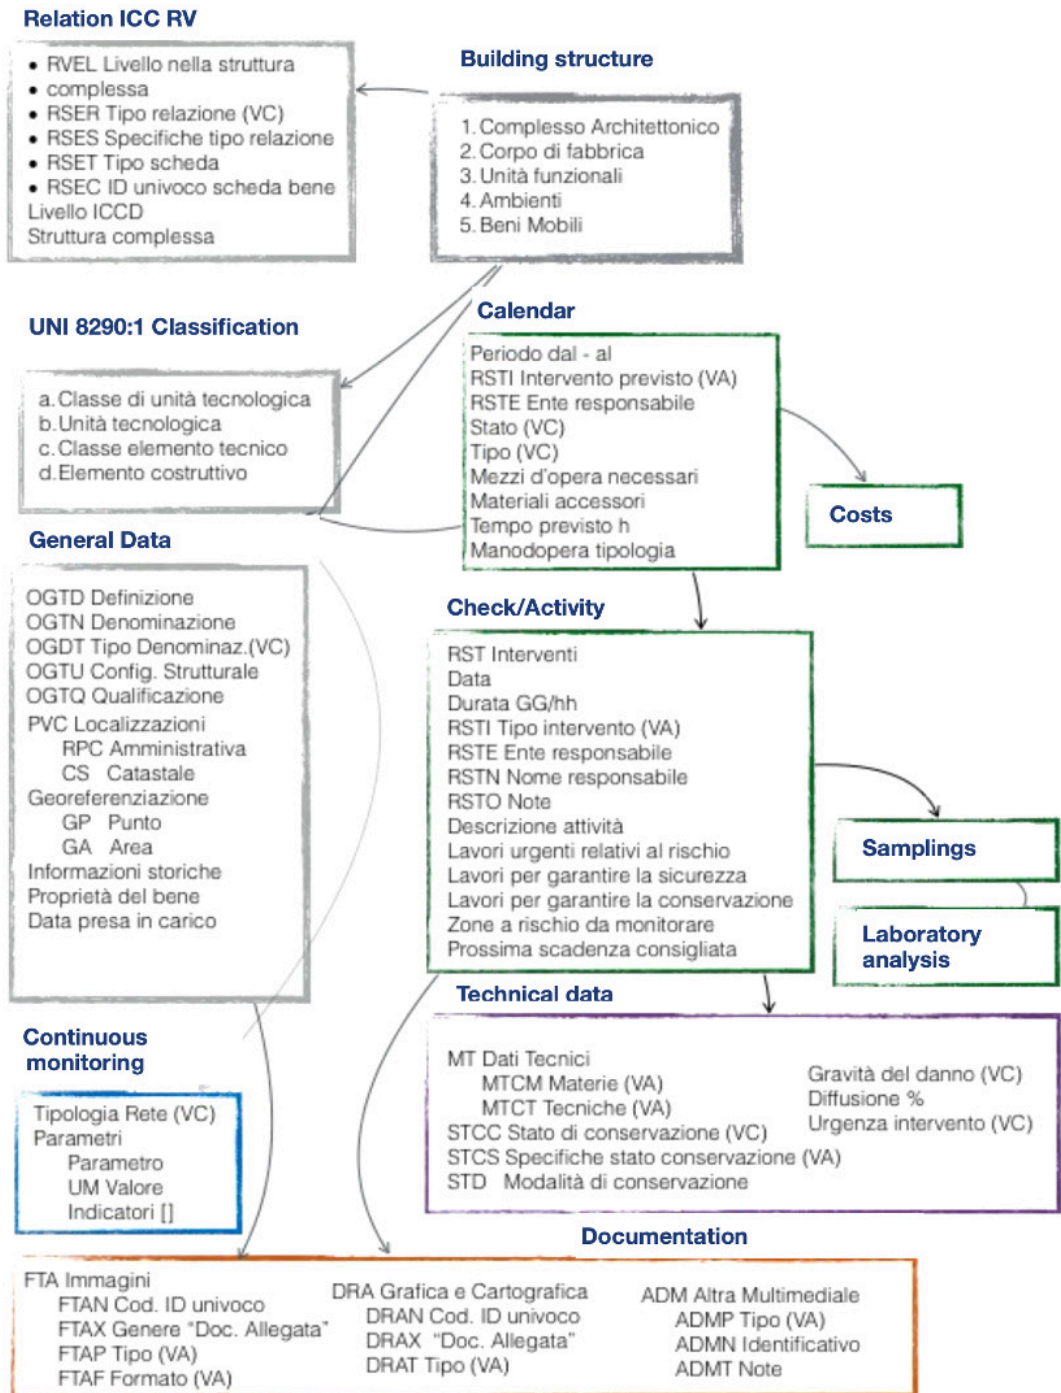 Relation ICC RV
• RVEL Livello nella struttura
• complessa
• RSER Tipo relazione (VC)
• RSES Specifiche tipo relazione
• RSET Tipo scheda
• RSEC ID univoco scheda bene
Livello ICCD
Struttura complessa
Building structure
1. Complesso Architettonico
2. Corpo di fabbrica
3. Unità funzionali
4. Ambienti
5. Beni Mobili
UNI 8290:1 Classification
a. Classe di unità tecnologica
b. Unità tecnologica
c. Classe elemento tecnico
d. Elemento costruttivo
Calendar
Periodo dal - al
RSTI Intervento previsto (VA)
RSTE Ente responsabile
Stato (VC)
Tipo (VC)
Mezzi d'opera necessari
Materiali accessori
Tempo previsto h
Manodopera tipologia
Costs
General Data
OGTD Definizione
OGTN Denominazione
OGDT Tipo Denominaz.(VC)
OGTU Config. Strutturale
OGTQ Qualificazione
PVC Localizzazioni
RPC Amministrativa
CS Catastale
Georeferenziazione
GP Punto
GA Area
Informazioni storiche
Proprietà del bene
Data presa in carico
Check/Activity
RST Interventi
Data
Durata GG/hh
RSTI Tipo intervento (VA)
RSTE Ente responsabile
RSTN Nome responsabile
RSTO Note
Descrizione attività
Lavori urgenti relativi al rischio
Lavori per garantire la sicurezza
Lavori per garantire la conservazione
Zone a rischio da monitorare
Prossima scadenza consigliata
Samplings
Laboratory
analysis
Continuous
monitoring
Tipologia Rete (VC)
Parametri
Parametro
UM Valore
Indicatori []
Technical data
MT Dati Tecnici
MTCM Materie (VA)
MTCT Tecniche (VA)
STCC Stato di conservazione (VC)
STCS Specifiche stato conservazione (VA)
STD Modalità di conservazione
Gravità del danno (VC)
Diffusione %
Urgenza intervento (VC)
Documentation
FTA Immagini
FTAN Cod. ID univoco
FTAX Genere "Doc. Allegata"
FTAP Tipo (VA)
FTAF Formato (VA)
DRA Grafica e Cartografica
DRAN Cod. ID univoco
DRAX "Doc. Allegata"
DRAT Tipo (VA)
ADM Altra Multimediale
ADMP Tipo (VA)
ADMN Identificativo
ADMT Note